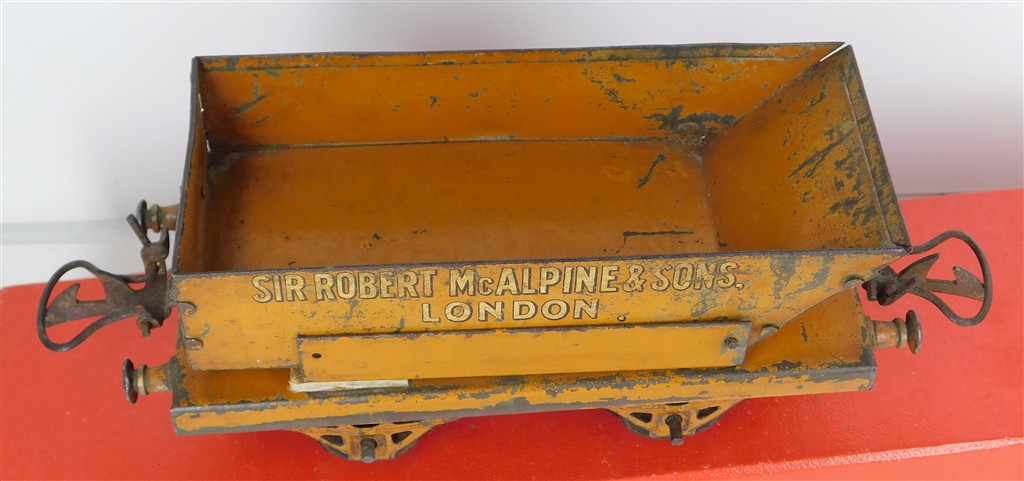 SIR ROBERT McALPINE & SONS.
LONDON.